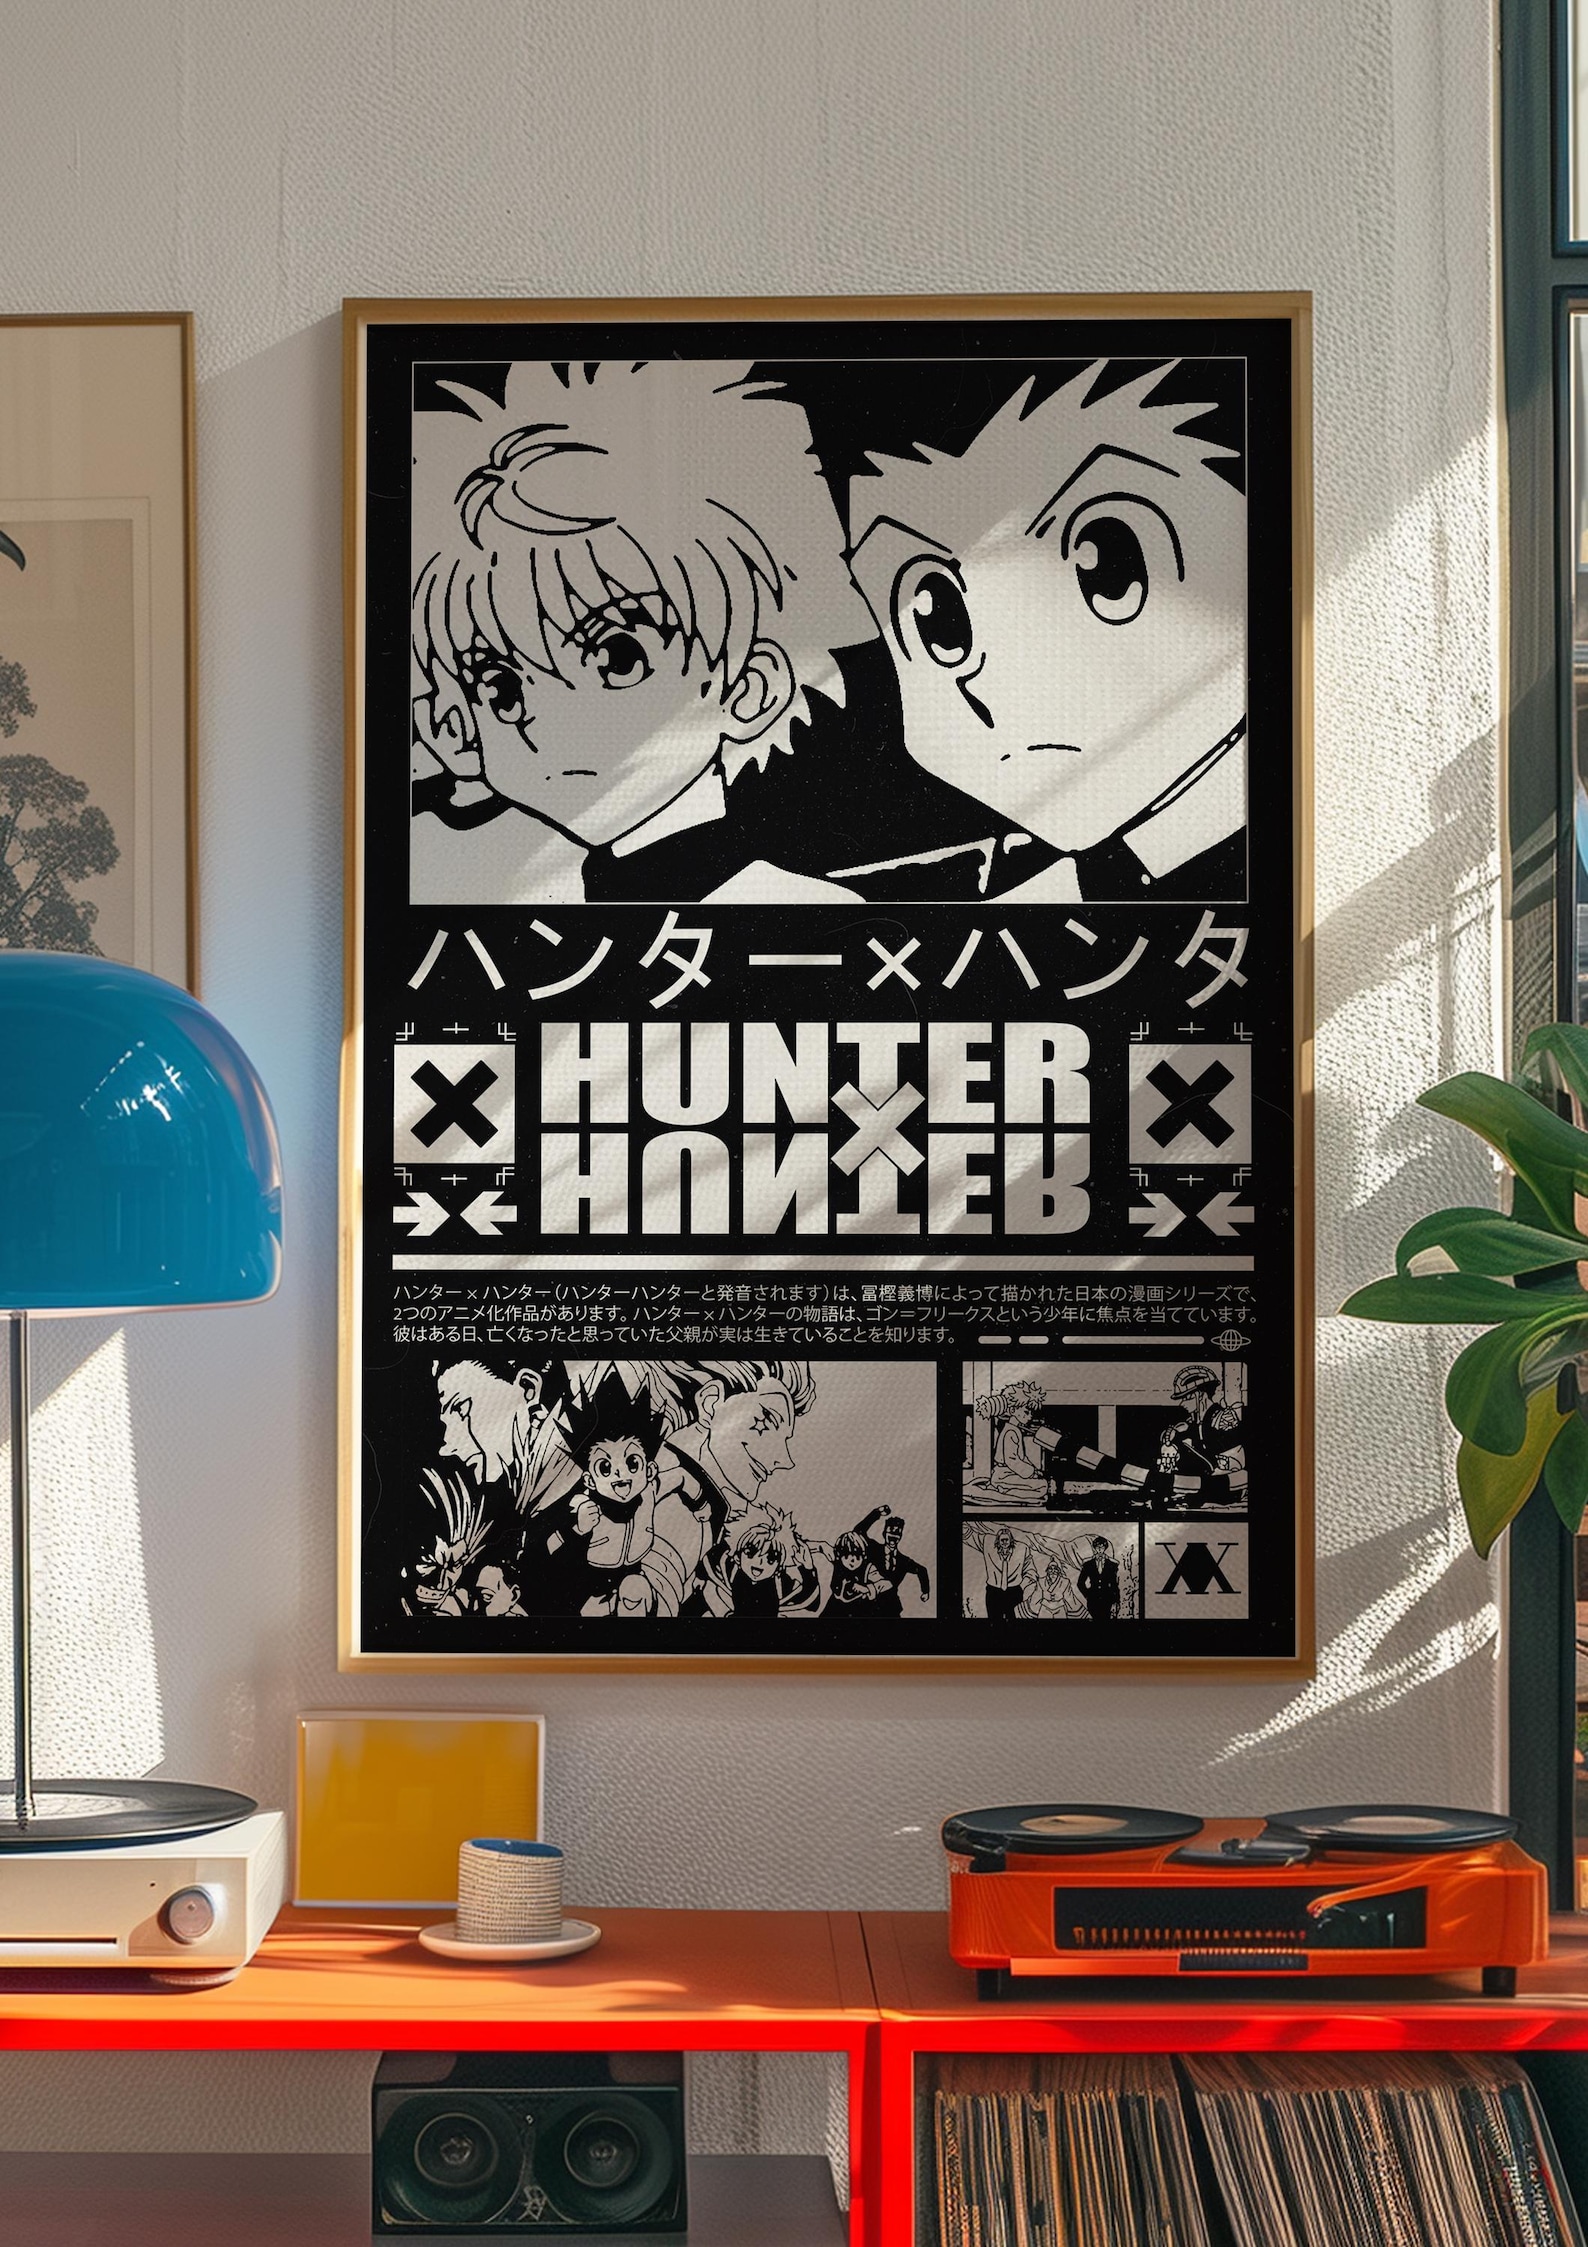 ハンター×ハンタ
HUNTER
×
HUNTER
ハンター×ハンター（ハンターハンターと発音されます）は、冨樫義博によって描かれた日本の漫画シリーズで、
2つのアニメ化作品があります。ハンター×ハンターの物語は、ゴン＝フリークスという少年に焦点を当てています。
彼はある日、亡くなったと思っていた父親が実は生きていることを知ります。